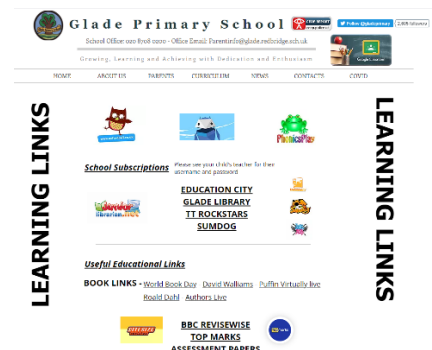 Glade Primary School
School Office: 020 8708 0200 - Office Email: Parentinfo@glade.redbridge.sch.uk
Growing, Learning and Achieving with Dedication and Enthusiasm
HOME ABOUT US PARENTS CURRICULUM NEWS CONTACTS COVID
LEARNING LINKS
LEARNING LINKS
PhonicsPlay
School Subscriptions
Please see your child's teacher for their
username and password
EDUCATION CITY
GLADE LIBRARY
TT ROCKSTARS
SUMDOG
Useful Educational Links
BOOK LINKS - World Book Day David Walliams Puffin Virtually live
Roald Dahl Authors Live
BBC REVISEWISE
TOP MARKS
ASSESSMENT PAPERS